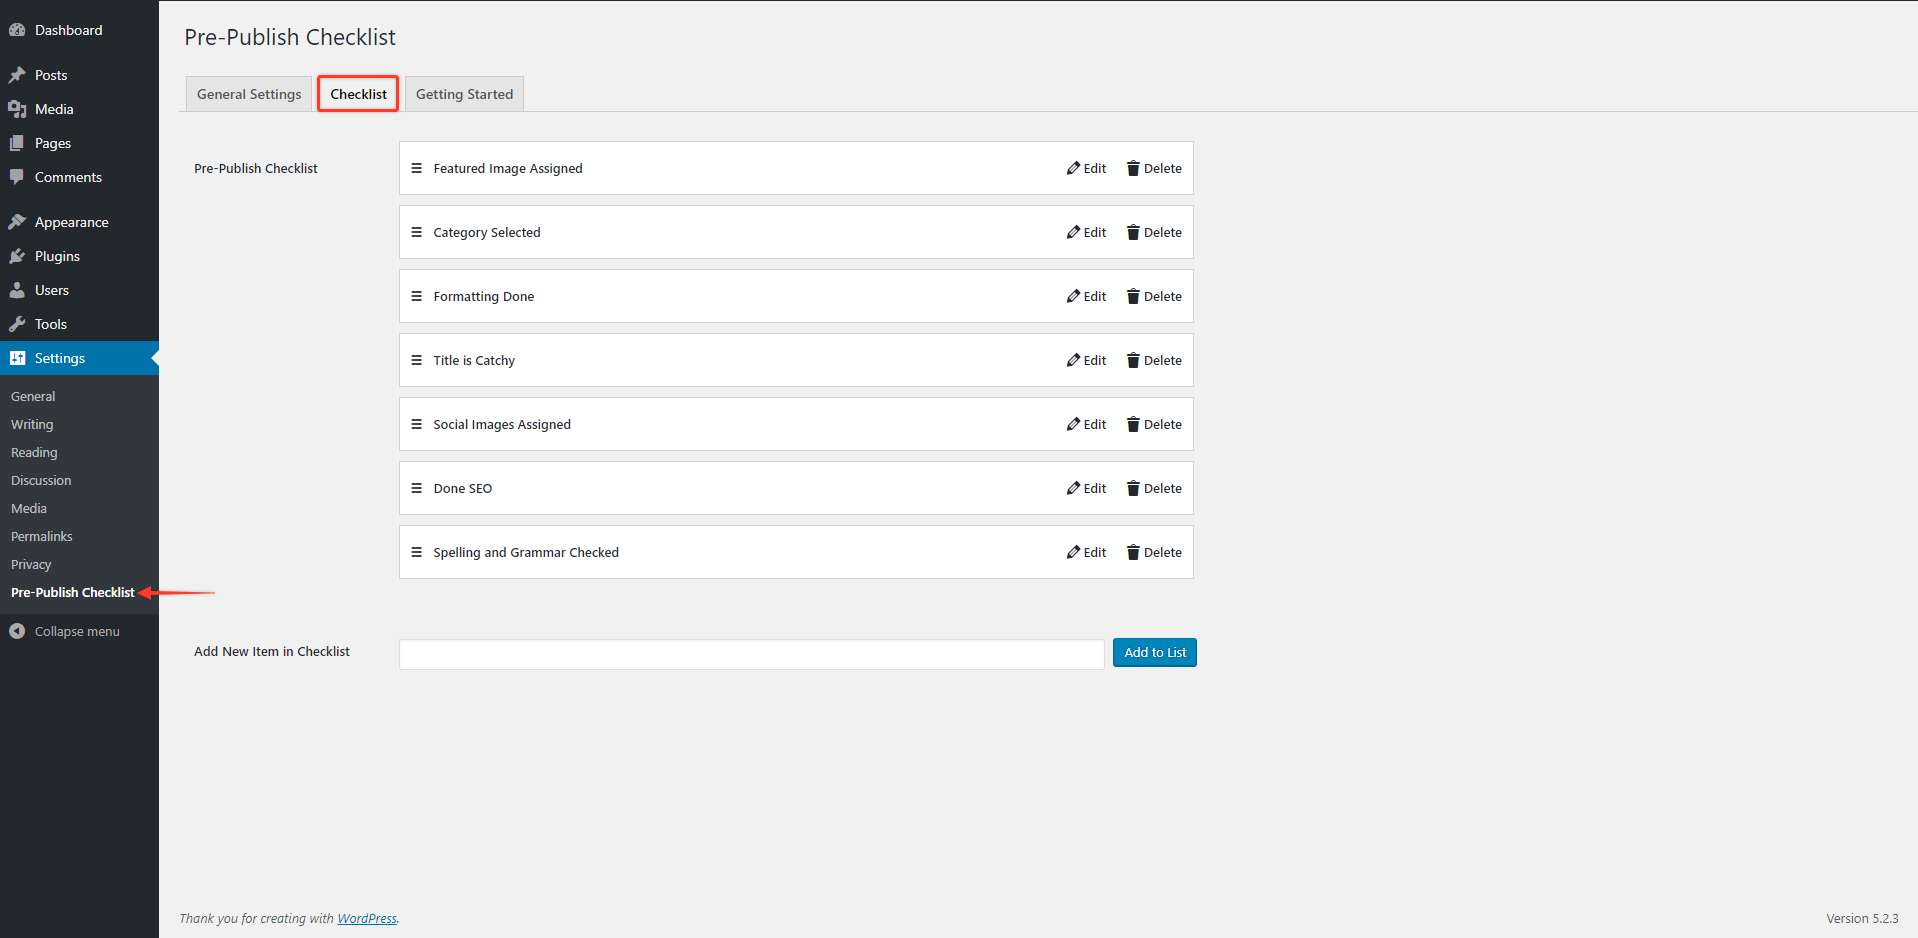 Dashboard
Posts
Media
Pages
Comments
Appearance
Plugins
Users
Tools
Settings
General
Writing
Reading
Discussion
Media
Permalinks
Privacy
Pre-Publish Checklist
Collapse menu
Pre-Publish Checklist
General Settings Checklist Getting Started
Pre-Publish Checklist
Featured Image Assigned Edit Delete
Category Selected Edit Delete
Formatting Done Edit Delete
Title is Catchy Edit Delete
Social Images Assigned Edit Delete
Done SEO Edit Delete
Spelling and Grammar Checked Edit Delete
Add New Item in Checklist Add to List
Thank you for creating with WordPress. Version 5.2.3